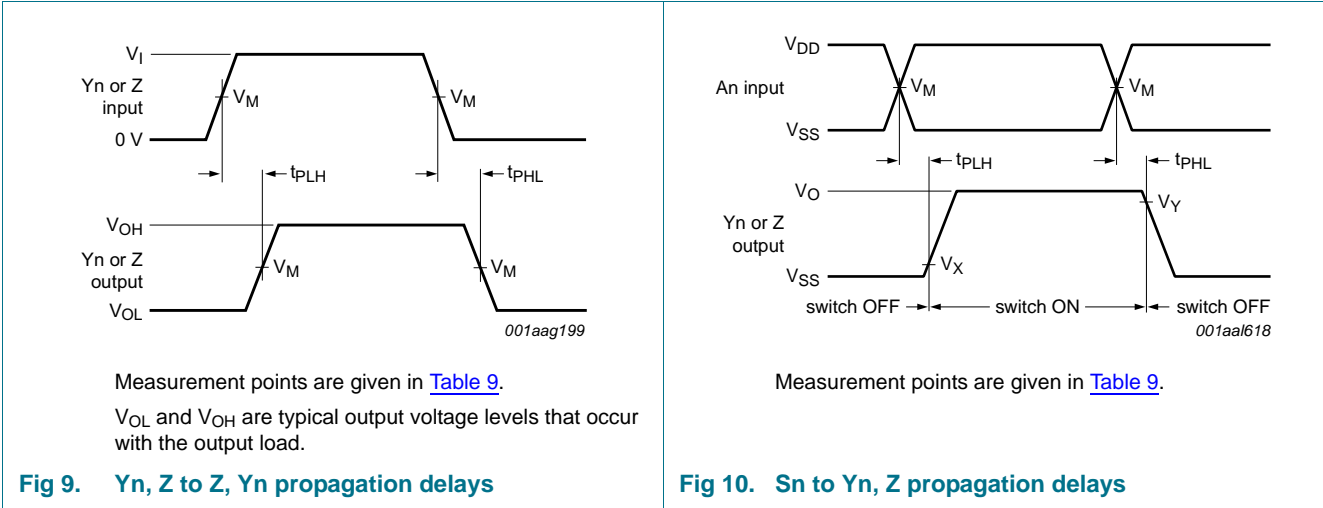 V_I
Yn or Z
input
V_M
V_M
0 V
t_PLH
t_PHL
V_OH
Yn or Z
output
V_M
V_M
V_OL
001aag199
Measurement points are given in Table 9.
V_OL and V_OH are typical output voltage levels that occur
with the output load.
Fig 9. Yn, Z to Z, Yn propagation delays
V_DD
An input
V_M
V_M
V_SS
t_PLH
t_PHL
V_O
Yn or Z
output
V_Y
V_X
V_SS
switch OFF
switch ON
switch OFF
001aal618
Measurement points are given in Table 9.
Fig 10. Sn to Yn, Z propagation delays